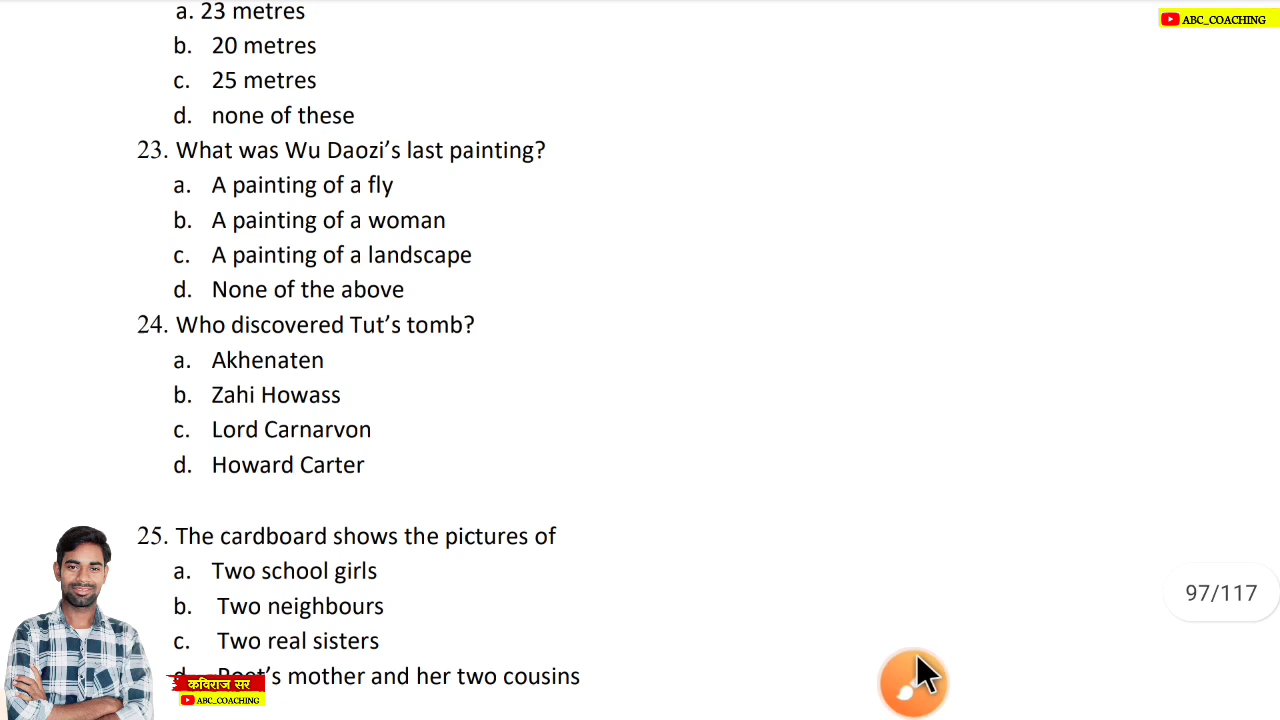 a. 23 metres
ABC_COACHING
b. 20 metres
c. 25 metres
d. none of these
23. What was Wu Daozi’s last painting?
a. A painting of a fly
b. A painting of a woman
c. A painting of a landscape
d. None of the above
24. Who discovered Tut’s tomb?
a. Akhenaten
b. Zahi Howass
c. Lord Carnarvon
d. Howard Carter
25. The cardboard shows the pictures of
a. Two school girls
97/117
b. Two neighbours
c. Two real sisters
d. Poet’s mother and her two cousins
कविराज सर
ABC_COACHING